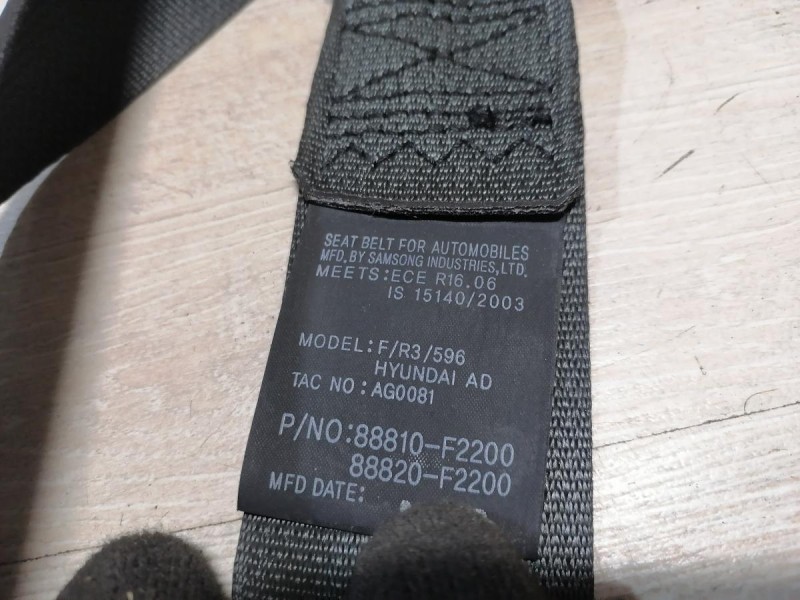 SEAT BELT FOR AUTOMOBILES
MFD. BY SAMSONG INDUSTRIES, LTD.
MEETS: ECE R16.06
IS 15140/2003
MODEL: F/R3/596
HYUNDAI AD
TAC NO: AG0081
P/NO: 88810-F2200
88820-F2200
MFD DATE: